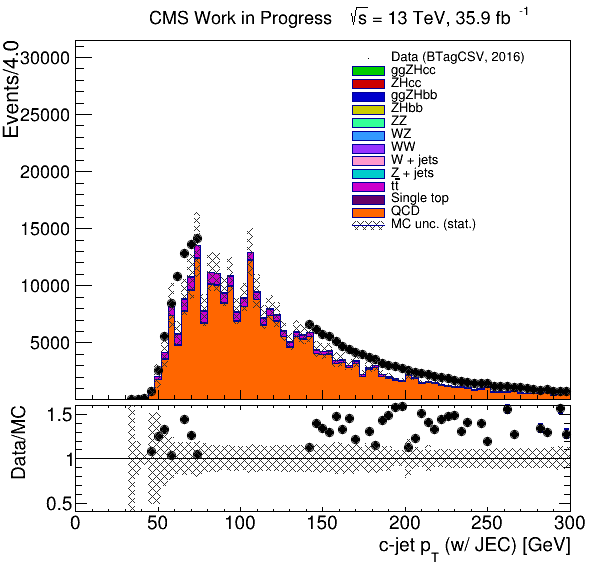 CMS Work in Progress √s = 13 TeV, 35.9 fb⁻¹
Events/4.0
30000
25000
20000
15000
10000
5000
Data (BTagCSV, 2016)
ggZHcc
ZHcc
ggZHbb
ZHbb
ZZ
WZ
WW
W + jets
Z + jets
tt̅
Single top
QCD
MC unc. (stat.)
Data/MC
1.5
1
0.5
0 50 100 150 200 250 300
c-jet p_T (w/ JEC) [GeV]